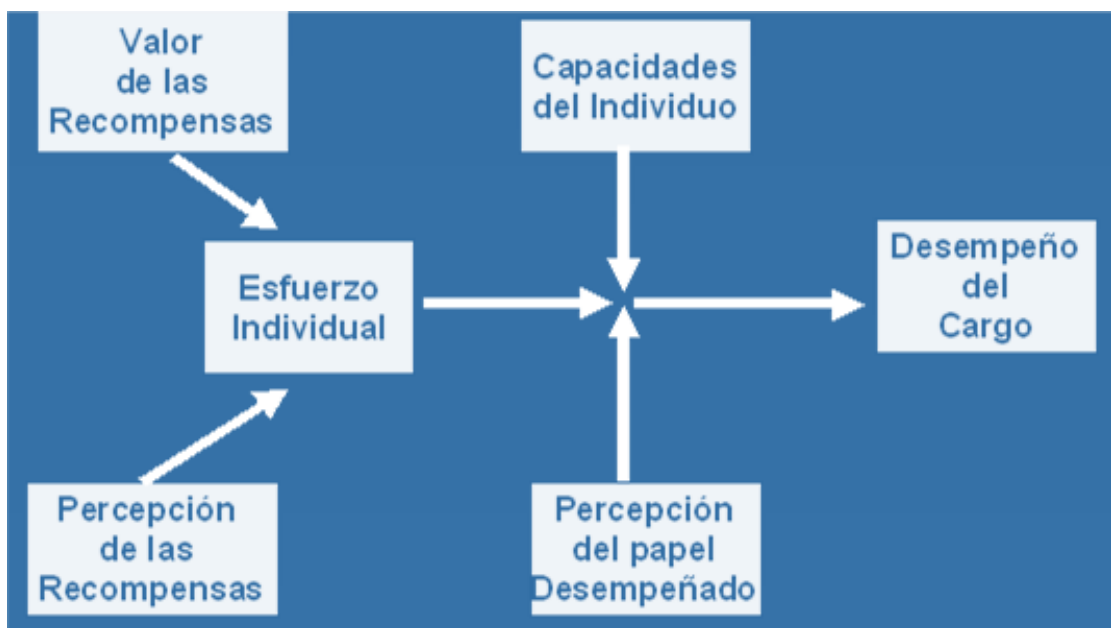 Valor
de las
Recompensas
Capacidades
del Individuo
Esfuerzo
Individual
Desempeño
del
Cargo
Percepción
de las
Recompensas
Percepción
del papel
Desempeñado